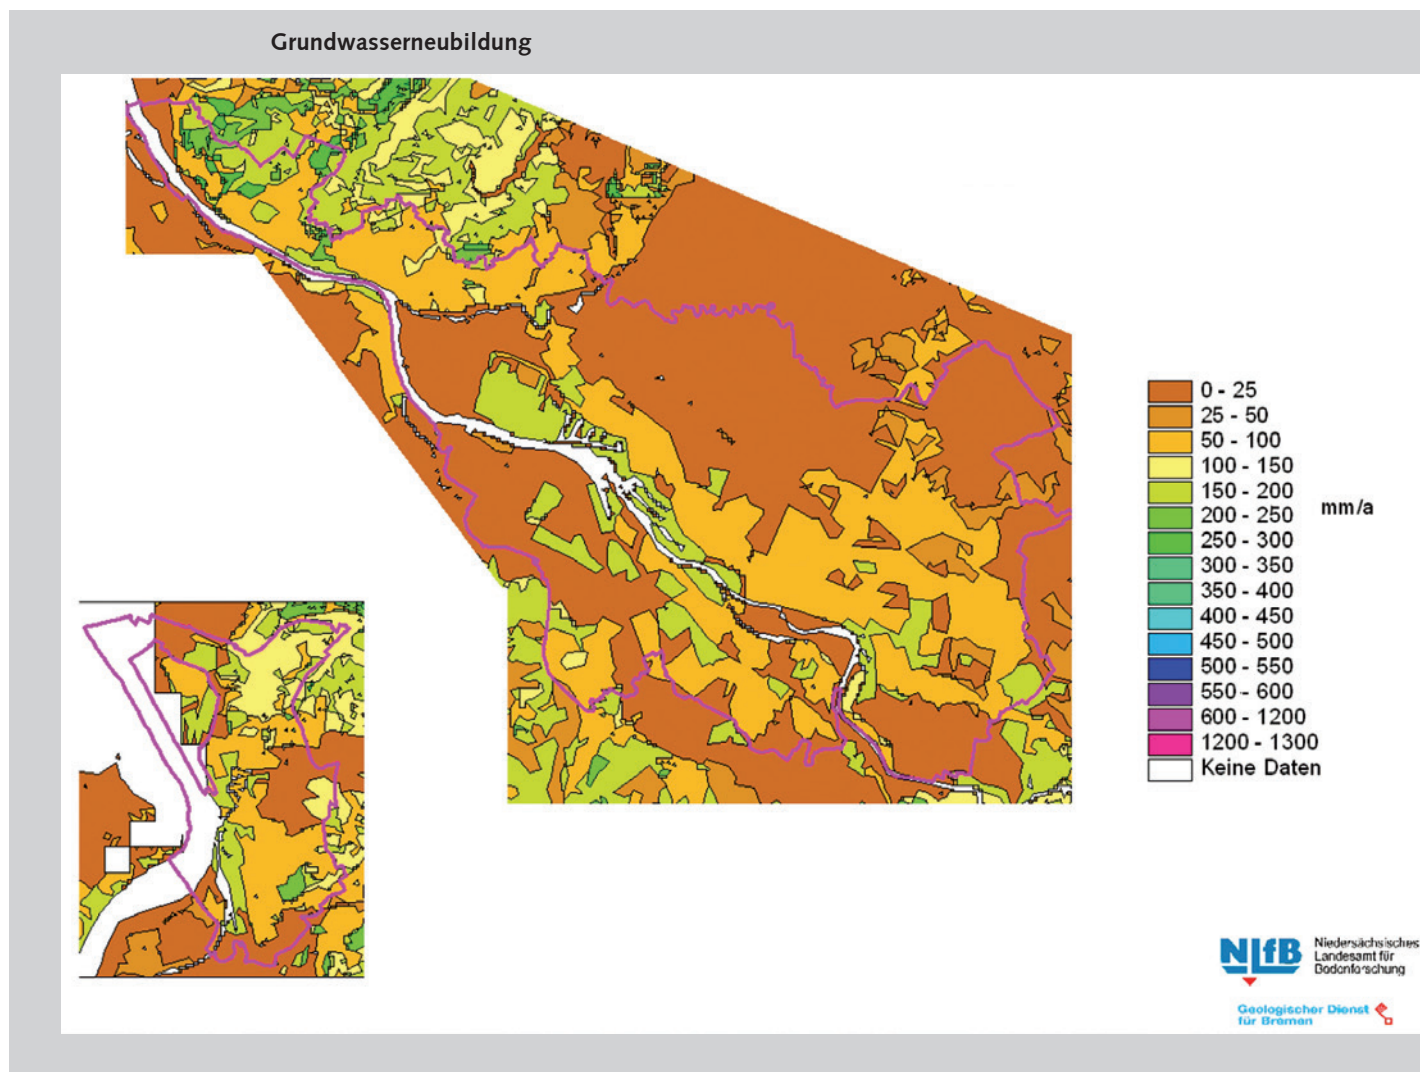 Grundwasserneubildung
0 - 25
25 - 50
50 - 100
100 - 150
150 - 200
200 - 250
250 - 300
300 - 350
350 - 400
400 - 450
450 - 500
500 - 550
550 - 600
600 - 1200
1200 - 1300
Keine Daten
mm/a
NLfB
Niedersächsisches
Landesamt für
Bodenforschung
Geologischer Dienst
für Bremen